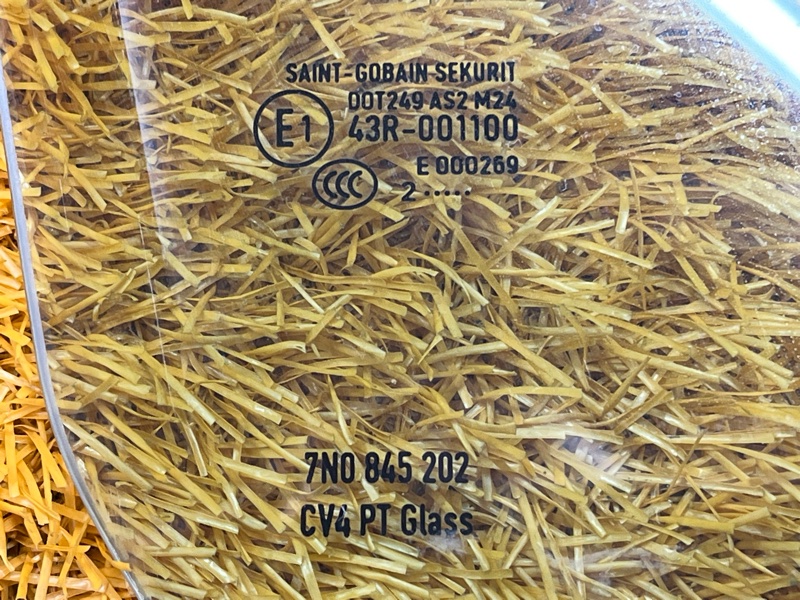 SAINT-GOBAIN SEKURIT
DOT249 AS2 M24
E1 43R-001100
E 000269
CCC 2 .....
7N0 845 202
CV4 PT Glass